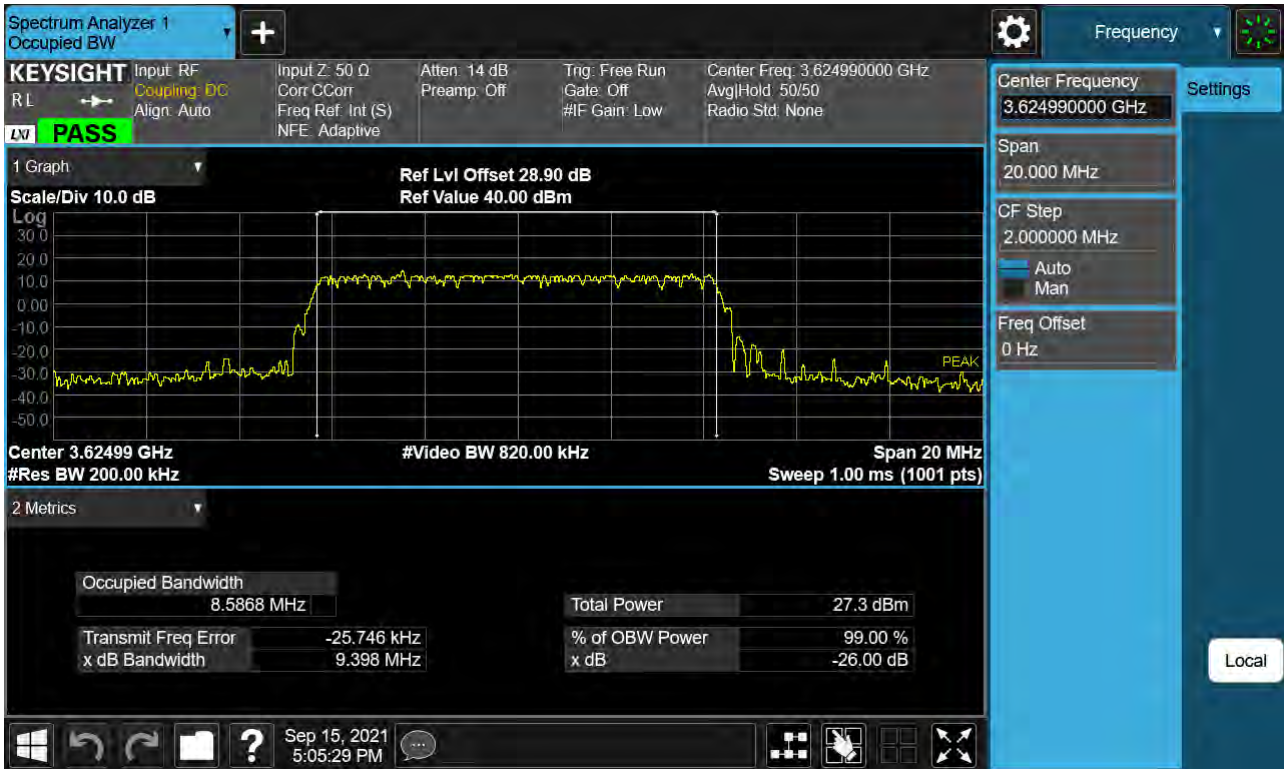 Spectrum Analyzer 1
Occupied BW
+
Frequency
KEYSIGHT
RL
LXI
PASS
Input: RF
Coupling: DC
Align: Auto
Input Z: 50 Ω
Corr CCorr
Freq Ref: Int (S)
NFE: Adaptive
Atten: 14 dB
Preamp: Off
Trig: Free Run
Gate: Off
#IF Gain: Low
Center Freq: 3.624990000 GHz
Avg|Hold: 50/50
Radio Std: None
Center Frequency
3.624990000 GHz
Settings
Span
20.000 MHz
CF Step
2.000000 MHz
Auto
Man
Freq Offset
0 Hz
1 Graph
Scale/Div 10.0 dB
Ref Lvl Offset 28.90 dB
Ref Value 40.00 dBm
Log
30.0
20.0
10.0
0.00
-10.0
-20.0
-30.0
-40.0
-50.0
PEAK
Center 3.62499 GHz
#Video BW 820.00 kHz
Span 20 MHz
#Res BW 200.00 kHz
Sweep 1.00 ms (1001 pts)
2 Metrics
Occupied Bandwidth
8.5868 MHz
Total Power 27.3 dBm
Transmit Freq Error -25.746 kHz
% of OBW Power 99.00 %
x dB Bandwidth 9.398 MHz
x dB -26.00 dB
Local
?
Sep 15, 2021
5:05:29 PM